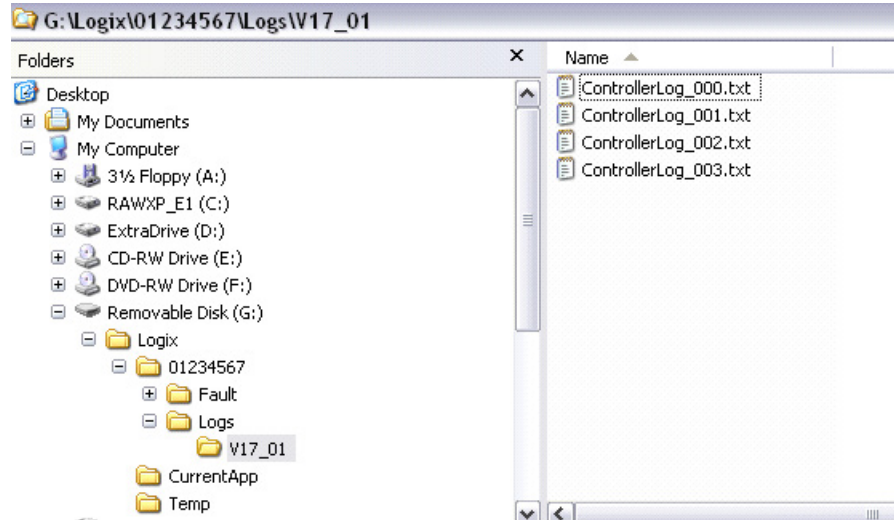 G:\Logix\01234567\Logs\V17_01
Folders
Desktop
My Documents
My Computer
3½ Floppy (A:)
RAWXP_E1 (C:)
ExtraDrive (D:)
CD-RW Drive (E:)
DVD-RW Drive (F:)
Removable Disk (G:)
Logix
01234567
Fault
Logs
V17_01
CurrentApp
Temp
Name
ControllerLog_000.txt
ControllerLog_001.txt
ControllerLog_002.txt
ControllerLog_003.txt